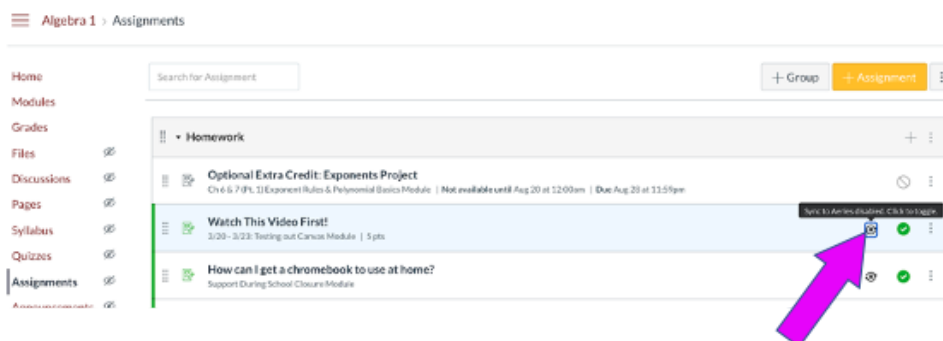 Algebra 1 › Assignments
Home
Modules
Grades
Files
Discussions
Pages
Syllabus
Quizzes
Assignments
Announcements
Search for Assignment
+ Group
+ Assignment
Homework
Optional Extra Credit: Exponents Project
Ch 6 & 7 (Pt. 1) Exponent Rules & Polynomial Basics Module | Not available until Aug 20 at 12:00am | Due Aug 28 at 11:59pm
Sync to Aeries disabled. Click to toggle.
Watch This Video First!
3/20 - 3/23: Testing out Canvas Module | 5 pts
How can I get a chromebook to use at home?
Support During School Closure Module